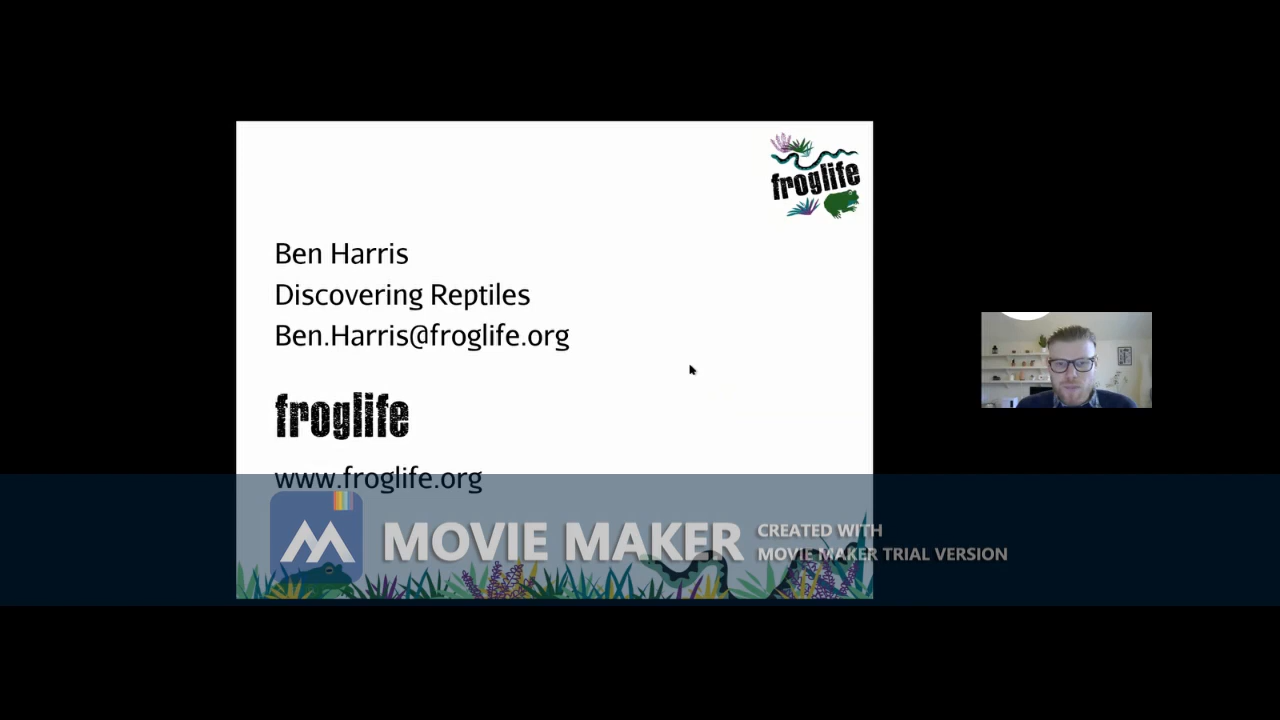 froglife
Ben Harris
Discovering Reptiles
Ben.Harris@froglife.org
froglife
www.froglife.org
MOVIE MAKER
CREATED WITH
MOVIE MAKER TRIAL VERSION